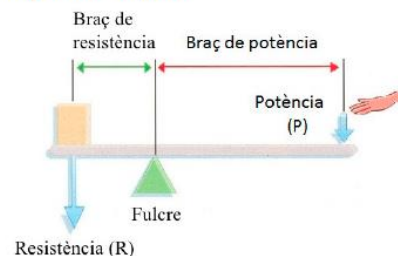 Braç de
resistència
Braç de potència
Potència
(P)
Fulcre
Resistència (R)